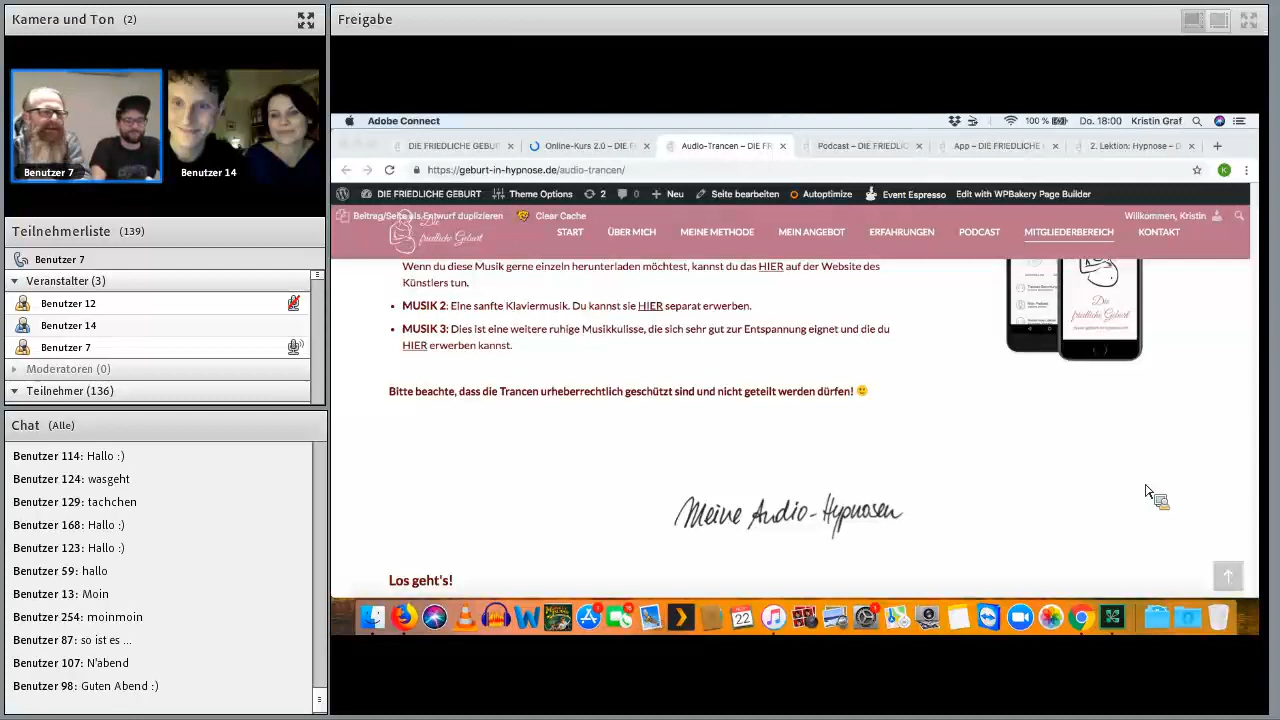 Kamera und Ton (2)
Benutzer 7
Benutzer 14
Teilnehmerliste (139)
Benutzer 7
Veranstalter (3)
Benutzer 12
Benutzer 14
Benutzer 7
Moderatoren (0)
Teilnehmer (136)
Chat (Alle)
Benutzer 114: Hallo :)
Benutzer 124: wasgeht
Benutzer 129: tachchen
Benutzer 168: Hallo :)
Benutzer 123: Hallo :)
Benutzer 59: hallo
Benutzer 13: Moin
Benutzer 254: moinmoin
Benutzer 87: so ist es ...
Benutzer 107: N'abend
Benutzer 98: Guten Abend :)
Freigabe
Adobe Connect
100 %
Do. 18:00
Kristin Graf
DIE FRIEDLICHE GEBUR
Online-Kurs 2.0 – DIE F
Audio-Trancen – DIE FR
Podcast – DIE FRIEDLIC
App – DIE FRIEDLICHE
2. Lektion: Hypnose – D
https://geburt-in-hypnose.de/audio-trancen/
K
DIE FRIEDLICHE GEBURT
Theme Options
2
0
Neu
Seite bearbeiten
Autoptimize
Event Espresso
Edit with WPBakery Page Builder
Beitrag/Seite als Entwurf duplizieren
Clear Cache
Willkommen, Kristin
Die
friedliche Geburt
START
ÜBER MICH
MEINE METHODE
MEIN ANGEBOT
ERFAHRUNGEN
PODCAST
MITGLIEDERBEREICH
KONTAKT
Wenn du diese Musik gerne einzeln herunterladen möchtest, kannst du das HIER auf der Website des
Künstlers tun.
• MUSIK 2: Eine sanfte Klaviermusik. Du kannst sie HIER separat erwerben.
• MUSIK 3: Dies ist eine weitere ruhige Musikkulisse, die sich sehr gut zur Entspannung eignet und die du
HIER erwerben kannst.
Die
friedliche Geburt
Bitte beachte, dass die Trancen urheberrechtlich geschützt sind und nicht geteilt werden dürfen! 🙂
Meine Audio-Hypnosen
Los geht's!
22